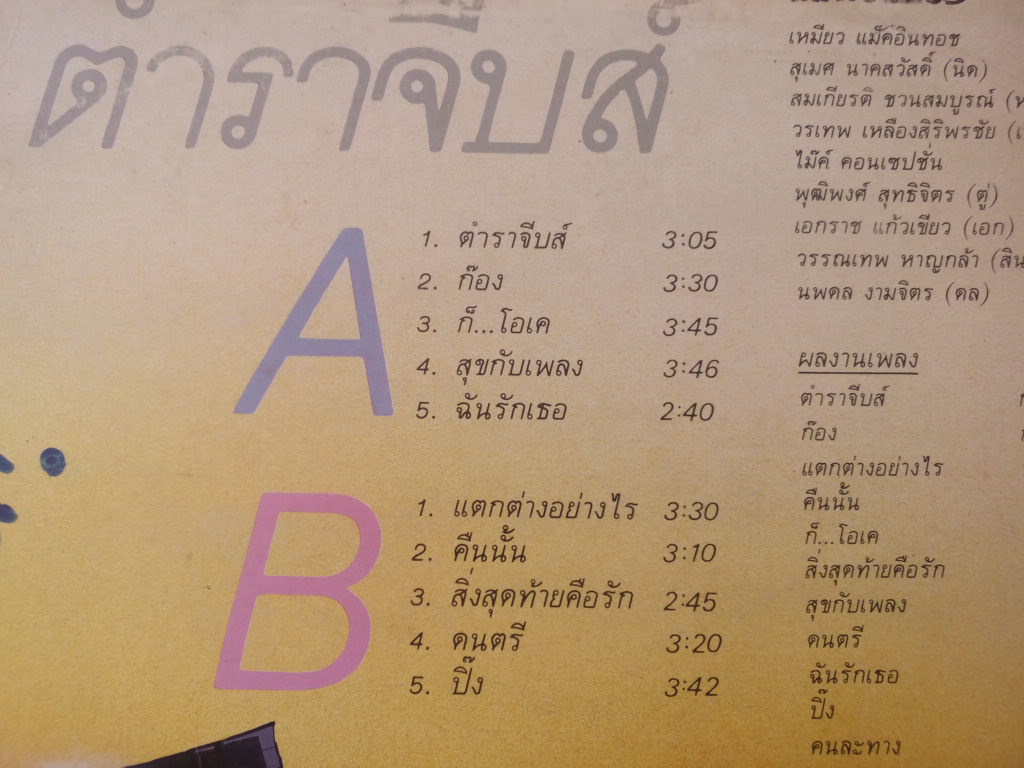 ตำราจีบส์
A
1. ตำราจีบส์ 3:05
2. ก๊อง 3:30
3. ก็...โอเค 3:45
4. สุขกับเพลง 3:46
5. ฉันรักเธอ 2:40
B
1. แตกต่างอย่างไร 3:30
2. คืนนั้น 3:10
3. สิ่งสุดท้ายคือรัก 2:45
4. ดนตรี 3:20
5. ปิ๊ง 3:42
เหมียว แม็คอินทอช
สุเมศ นาคสวัสดิ์ (นิด)
สมเกียรติ ชวนสมบูรณ์
วรเทพ เหลืองสิริพรชัย
ไม๊ค์ คอนเซปชั่น
พุฒิพงศ์ สุทธิจิตร (ตู่)
เอกราช แก้วเขียว (เอก)
วรรณเทพ หาญกล้า
นพดล งามจิตร (ดล)
ผลงานเพลง
ตำราจีบส์
ก๊อง
แตกต่างอย่างไร
คืนนั้น
ก็...โอเค
สิ่งสุดท้ายคือรัก
สุขกับเพลง
ดนตรี
ฉันรักเธอ
ปิ๊ง
คนละทาง